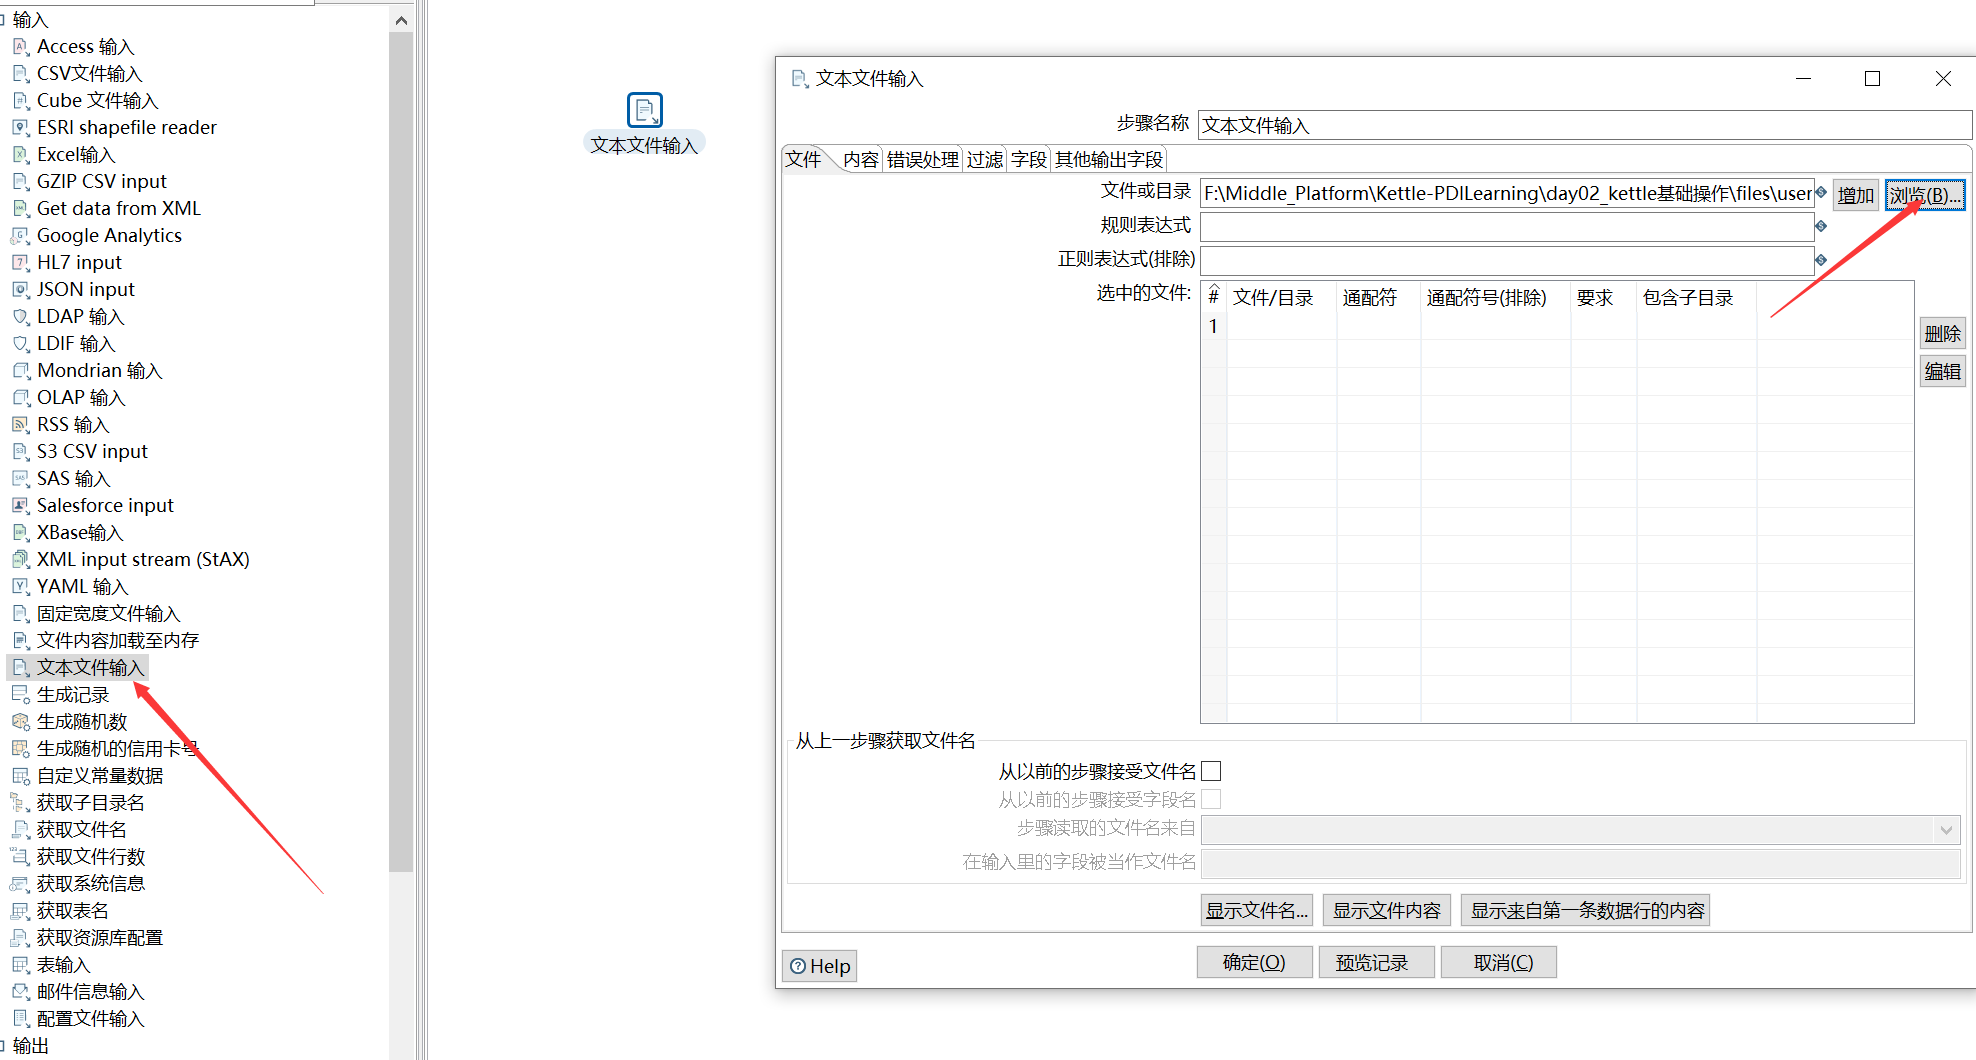 输入
Access 输入
CSV文件输入
Cube 文件输入
ESRI shapefile reader
Excel输入
GZIP CSV input
Get data from XML
Google Analytics
HL7 input
JSON input
LDAP 输入
LDIF 输入
Mondrian 输入
OLAP 输入
RSS 输入
S3 CSV input
SAS 输入
Salesforce input
XBase输入
XML input stream (StAX)
YAML 输入
固定宽度文件输入
文件内容加载至内存
文本文件输入
生成记录
生成随机数
生成随机的信用卡号
自定义常量数据
获取子目录名
获取文件名
获取文件行数
获取系统信息
获取表名
获取资源库配置
表输入
邮件信息输入
配置文件输入
输出
文本文件输入
文本文件输入
步骤名称 文本文件输入
文件 内容 错误处理 过滤 字段 其他输出字段
文件或目录 F:\Middle_Platform\Kettle-PDILearning\day02_kettle基础操作\files\user 增加 浏览(B)...
规则表达式
正则表达式(排除)
选中的文件: # 文件/目录 通配符 通配符号(排除) 要求 包含子目录
1
删除
编辑
从上一步骤获取文件名
从以前的步骤接受文件名
从以前的步骤接受字段名
步骤读取的文件名来自
在输入里的字段被当作文件名
显示文件名... 显示文件内容 显示来自第一条数据行的内容
Help 确定(O) 预览记录 取消(C)